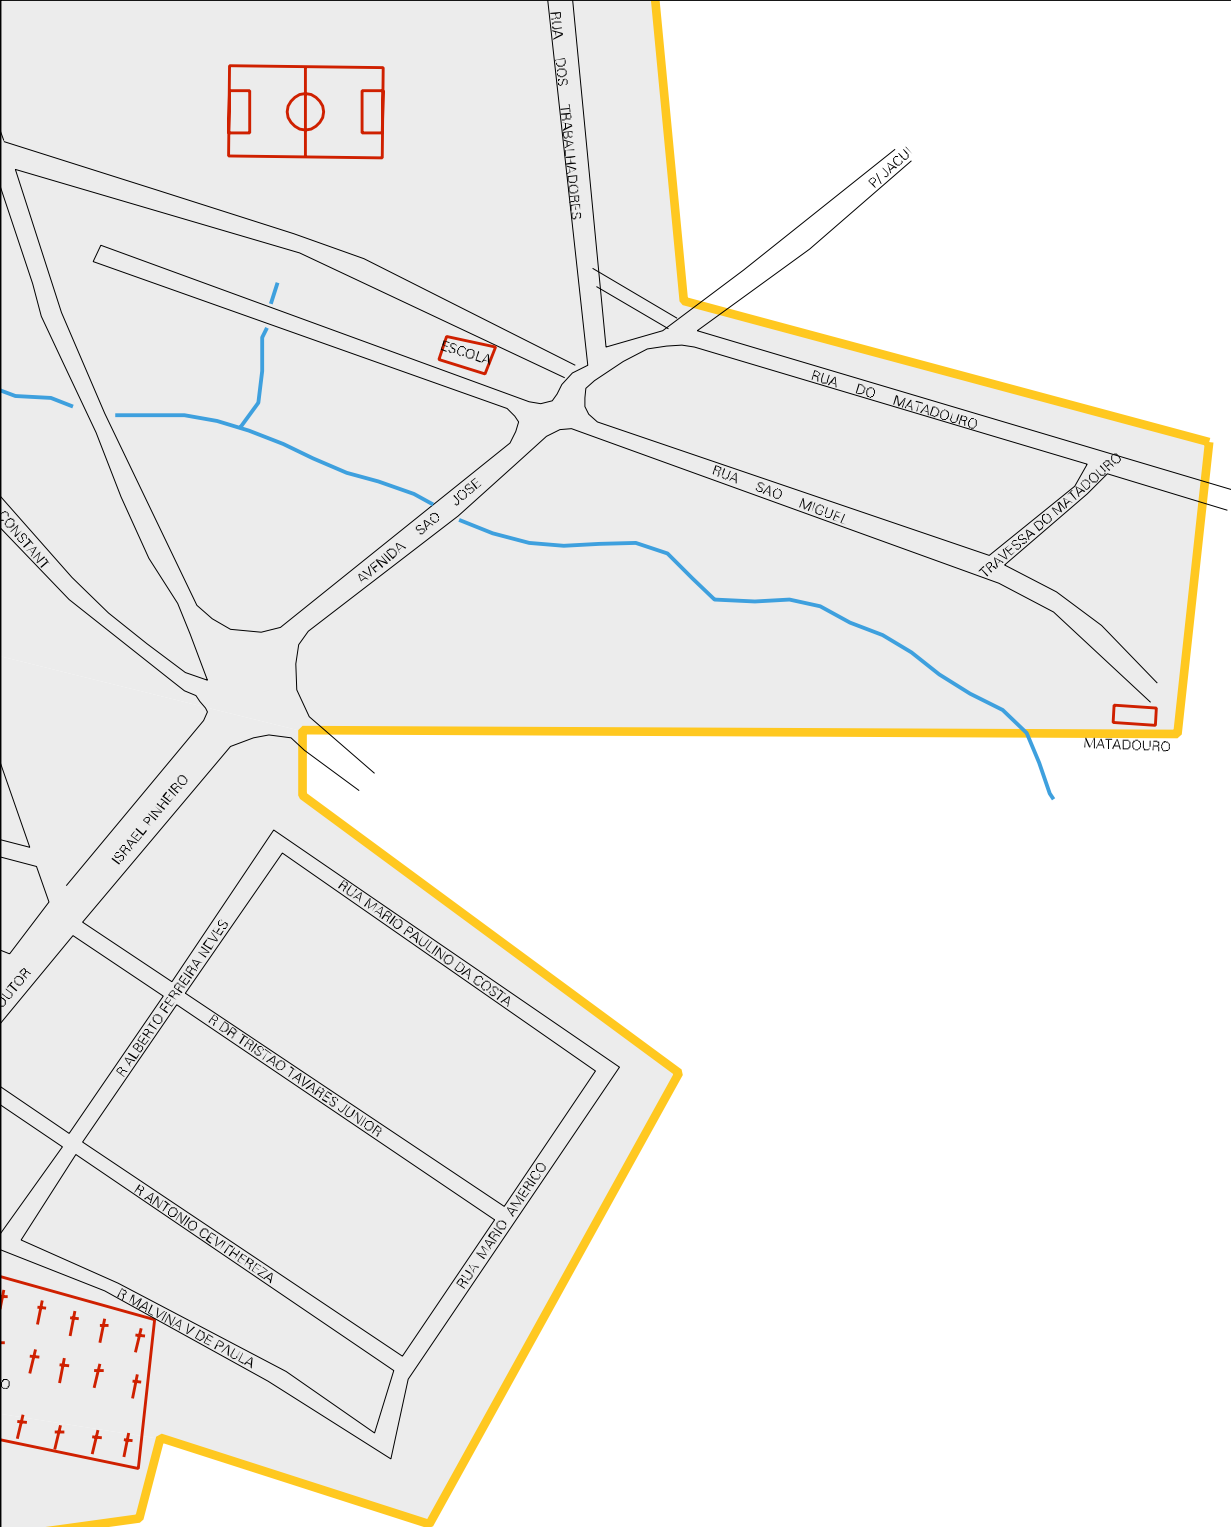 RUA DOS TRABALHADORES
P/JACUI
ESCOLA
RUA DO MATADOURO
RUA SAO MIGUEL
TRAVESSA DO MATADOURO
AVENIDA SAO JOSE
CONSTANT
MATADOURO
ISRAEL PINHEIRO
RUA MARIO PAULINO DA COSTA
R ALBERTO FERREIRA NEVES
OUTOR
R DR TRISTAO TAVARES JUNIOR
RUA MARIO AMERICO
R ANTONIO CEVITHEREZA
R MALVINA V DE PAULA
O